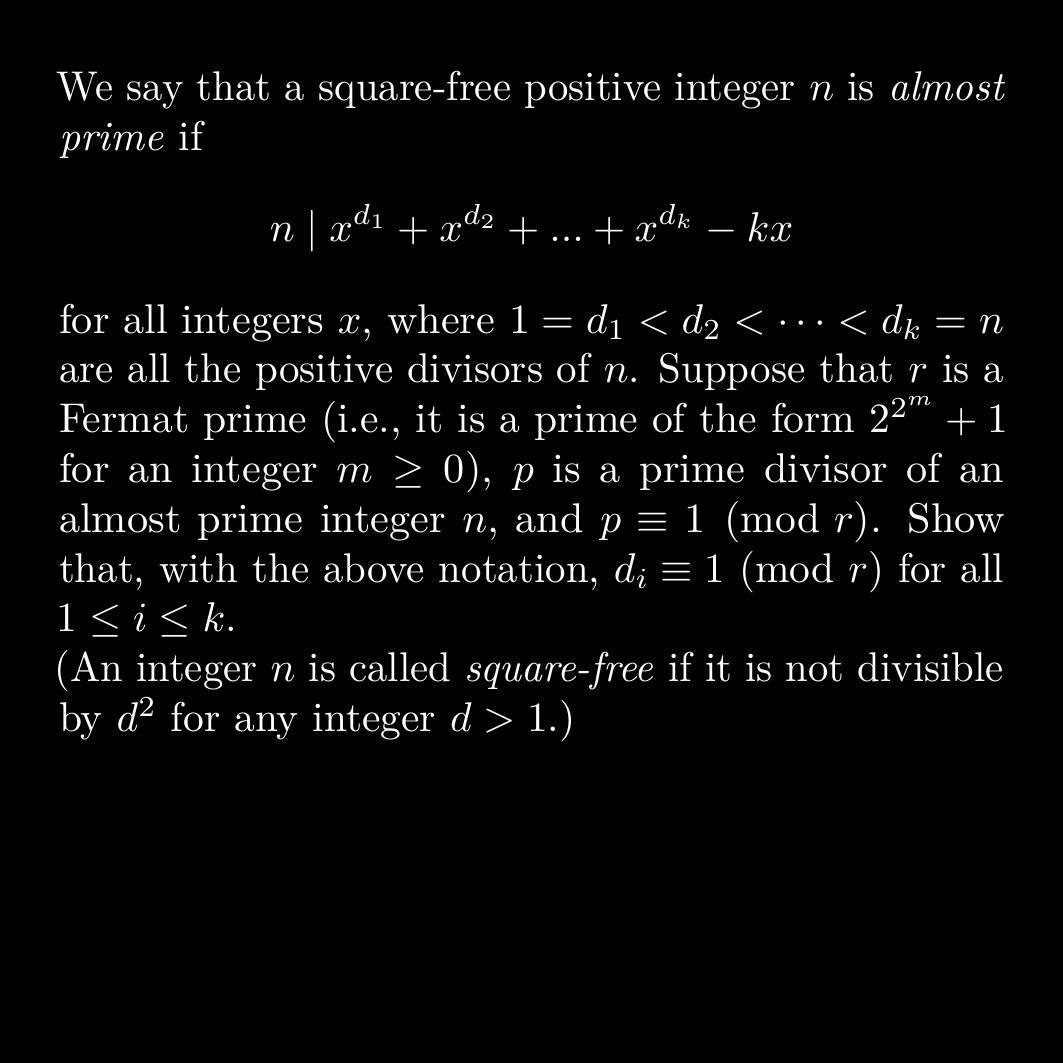 We say that a square-free positive integer n is almost
prime if
n | x^{d_1} + x^{d_2} + ... + x^{d_k} − kx
for all integers x, where 1 = d_1 < d_2 < ⋯ < d_k = n
are all the positive divisors of n. Suppose that r is a
Fermat prime (i.e., it is a prime of the form 2^{2^m} + 1
for an integer m ≥ 0), p is a prime divisor of an
almost prime integer n, and p ≡ 1 (mod r). Show
that, with the above notation, d_i ≡ 1 (mod r) for all
1 ≤ i ≤ k.
(An integer n is called square-free if it is not divisible
by d^2 for any integer d > 1.)